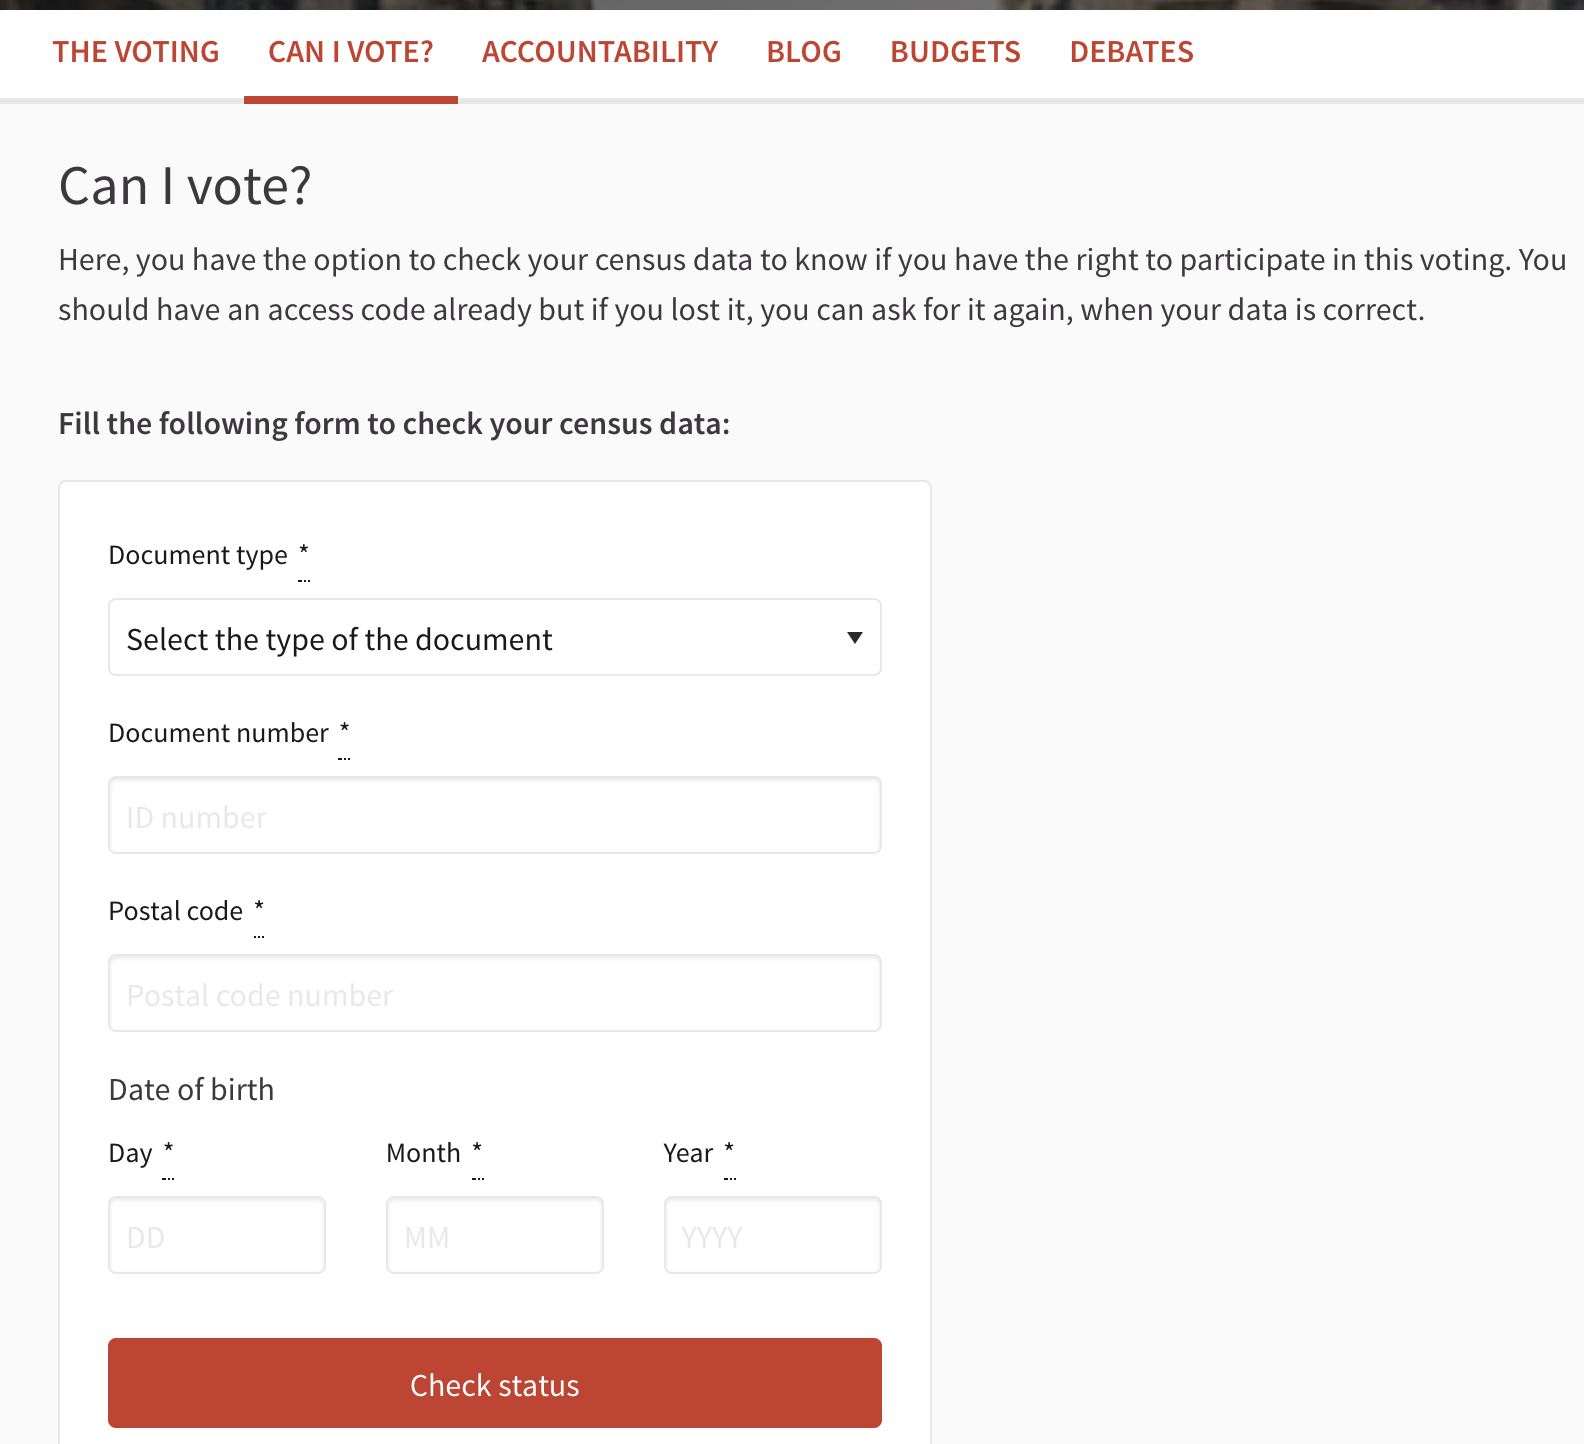 THE VOTING CAN I VOTE? ACCOUNTABILITY BLOG BUDGETS DEBATES
Can I vote?
Here, you have the option to check your census data to know if you have the right to participate in this voting. You
should have an access code already but if you lost it, you can ask for it again, when your data is correct.
Fill the following form to check your census data:
Document type *
Select the type of the document
Document number *
ID number
Postal code *
Postal code number
Date of birth
Day * Month * Year *
DD MM YYYY
Check status